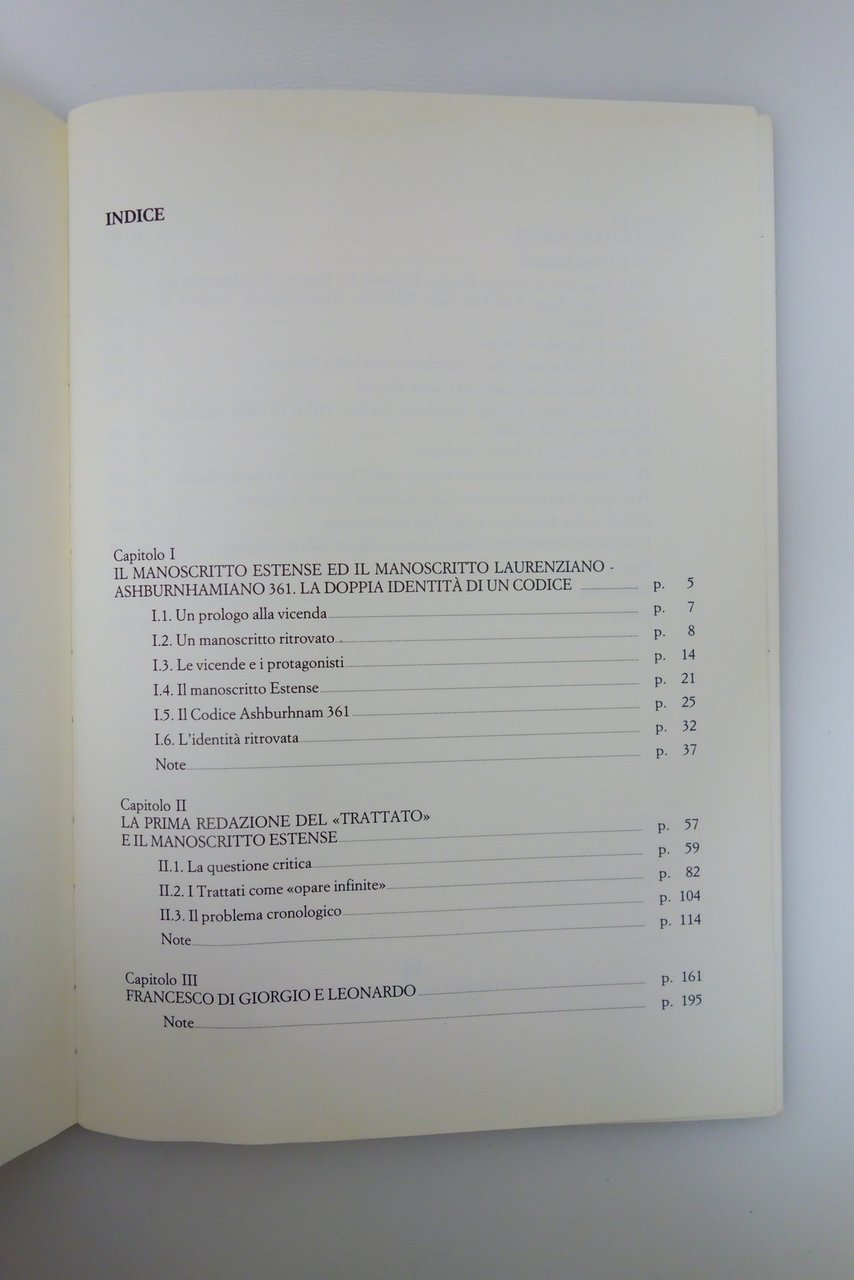 INDICE
Capitolo I
IL MANOSCRITTO ESTENSE ED IL MANOSCRITTO LAURENZIANO -
ASHBURNHAMIANO 361. LA DOPPIA IDENTITÀ DI UN CODICE p. 5
I.1. Un prologo alla vicenda p. 7
I.2. Un manoscritto ritrovato p. 8
I.3. Le vicende e i protagonisti p. 14
I.4. Il manoscritto Estense p. 21
I.5. Il Codice Ashburhnam 361 p. 25
I.6. L'identità ritrovata p. 32
Note p. 37
Capitolo II
LA PRIMA REDAZIONE DEL «TRATTATO»
E IL MANOSCRITTO ESTENSE p. 57
II.1. La questione critica p. 59
II.2. I Trattati come «opare infinite» p. 82
II.3. Il problema cronologico p. 104
Note p. 114
Capitolo III
FRANCESCO DI GIORGIO E LEONARDO p. 161
Note p. 195